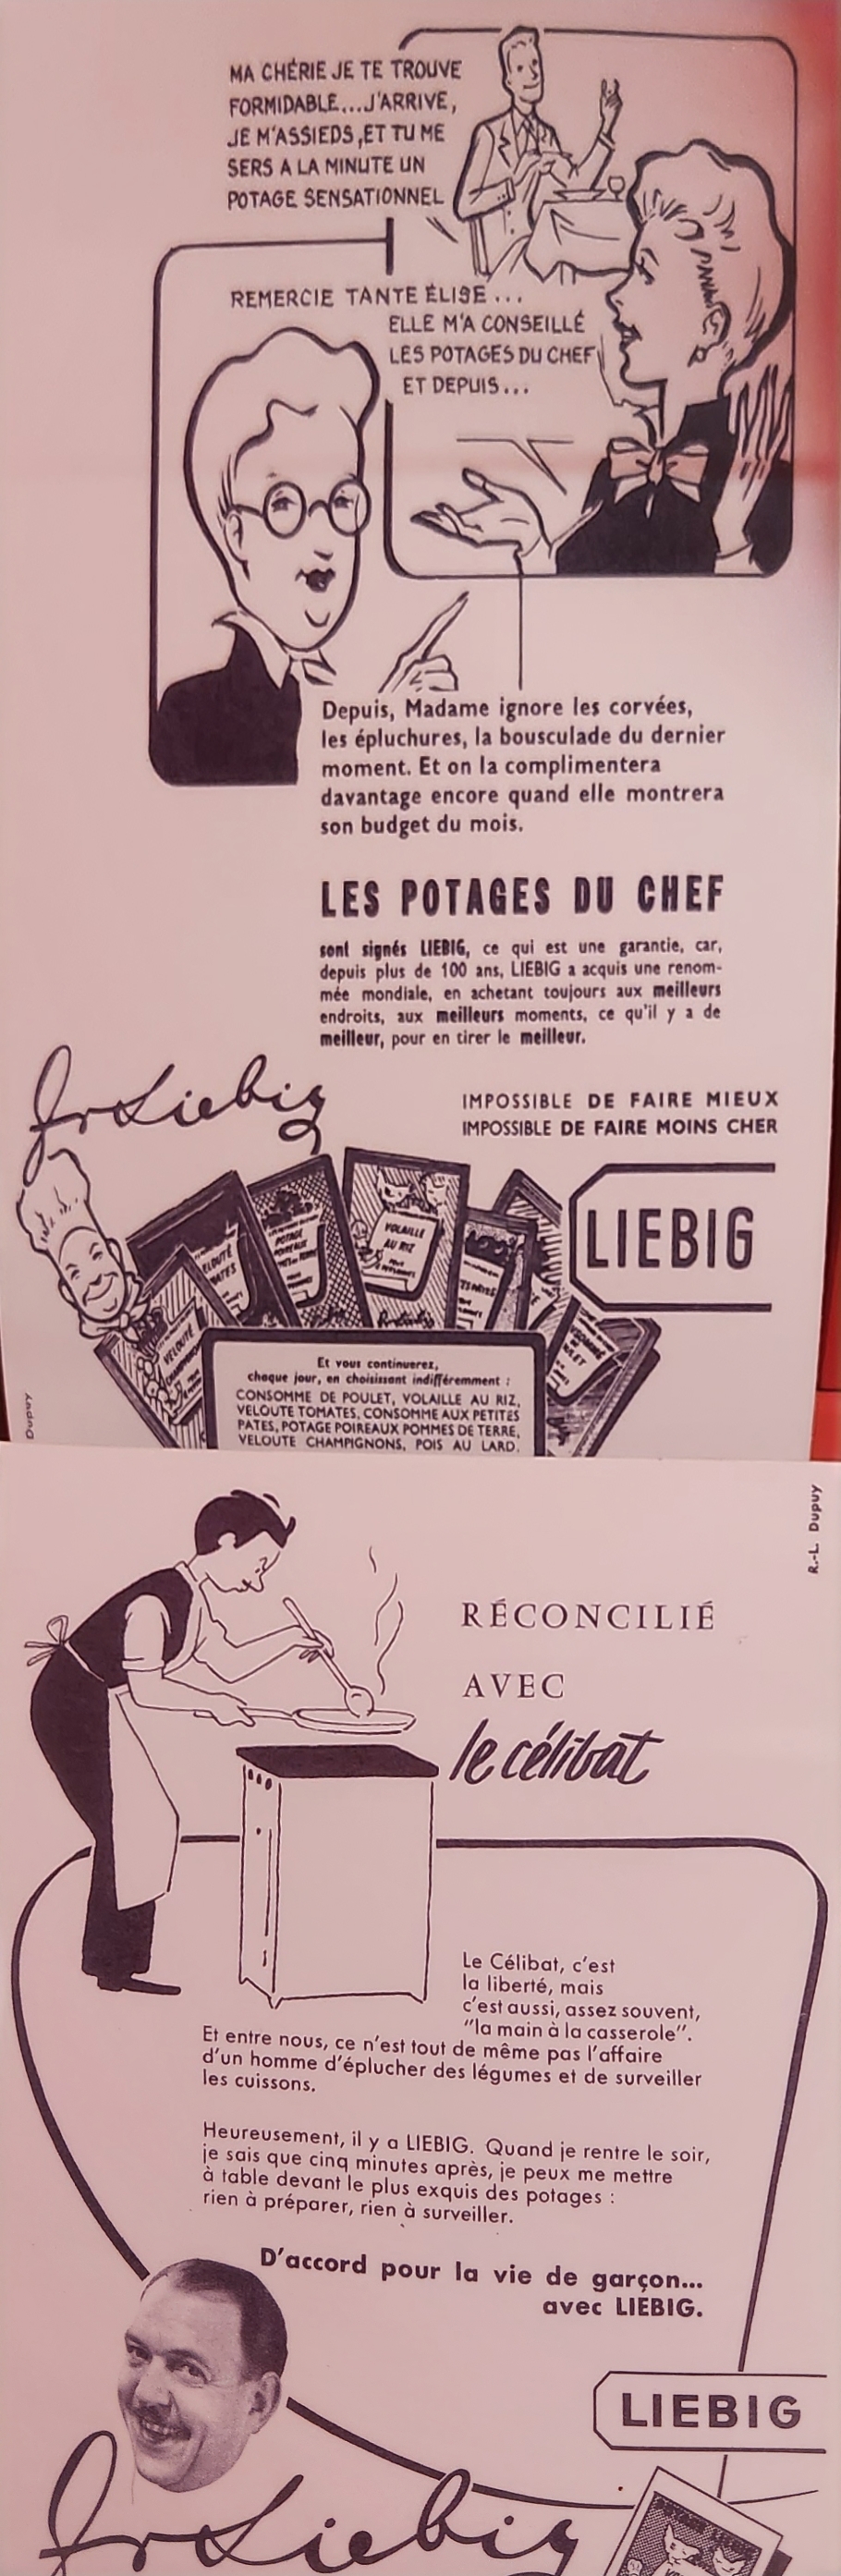 MA CHÉRIE JE TE TROUVE
FORMIDABLE...J'ARRIVE,
JE M'ASSIEDS, ET TU ME
SERS A LA MINUTE UN
POTAGE SENSATIONNEL
REMERCIE TANTE ÉLISE...
ELLE M'A CONSEILLÉ
LES POTAGES DU CHEF
ET DEPUIS...
Depuis, Madame ignore les corvées,
les épluchures, la bousculade du dernier
moment. Et on la complimentera
davantage encore quand elle montrera
son budget du mois.
LES POTAGES DU CHEF
sont signés LIEBIG, ce qui est une garantie, car,
depuis plus de 100 ans, LIEBIG a acquis une renom-
mée mondiale, en achetant toujours aux meilleurs
endroits, aux meilleurs moments, ce qu'il y a de
meilleur, pour en tirer le meilleur.
Jv Liebig
IMPOSSIBLE DE FAIRE MIEUX
IMPOSSIBLE DE FAIRE MOINS CHER
LIEBIG
VOLAILLE
AU RIZ
POTAGE
POIREAUX
VELOUTÉ
Et vous continuerez,
chaque jour, en choisissant indifféremment :
CONSOMME DE POULET, VOLAILLE AU RIZ,
VELOUTE TOMATES, CONSOMME AUX PETITES
PATES, POTAGE POIREAUX POMMES DE TERRE,
VELOUTE CHAMPIGNONS, POIS AU LARD.
Dupuy
R.-L. Dupuy
RÉCONCILIÉ
AVEC
le célibat
Le Célibat, c'est
la liberté, mais
c'est aussi, assez souvent,
"la main à la casserole".
Et entre nous, ce n'est tout de même pas l'affaire
d'un homme d'éplucher des légumes et de surveiller
les cuissons.
Heureusement, il y a LIEBIG. Quand je rentre le soir,
je sais que cinq minutes après, je peux me mettre
à table devant le plus exquis des potages :
rien à préparer, rien à surveiller.
D'accord pour la vie de garçon...
avec LIEBIG.
LIEBIG
Jv Liebig